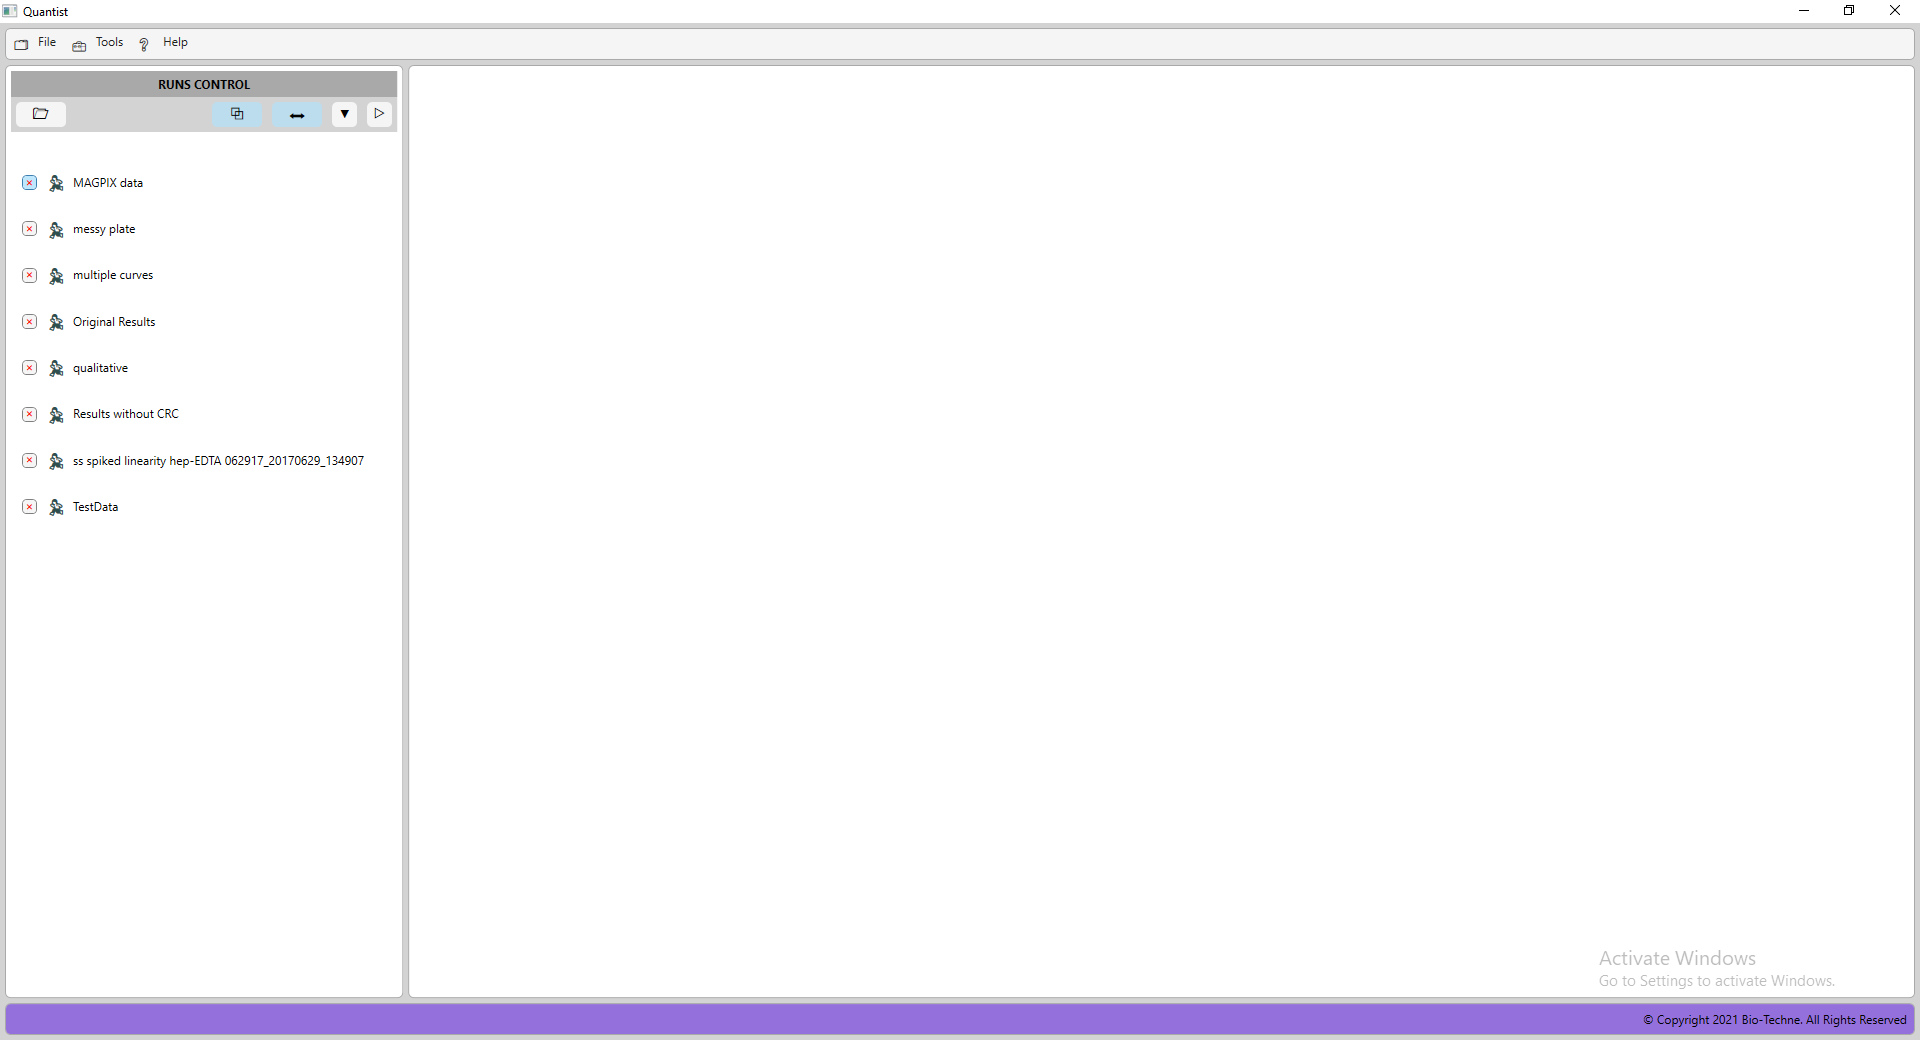 Quantist
File Tools Help
RUNS CONTROL
MAGPIX data
messy plate
multiple curves
Original Results
qualitative
Results without CRC
ss spiked linearity hep-EDTA 062917_20170629_134907
TestData
Activate Windows
Go to Settings to activate Windows.
© Copyright 2021 Bio-Techne. All Rights Reserved